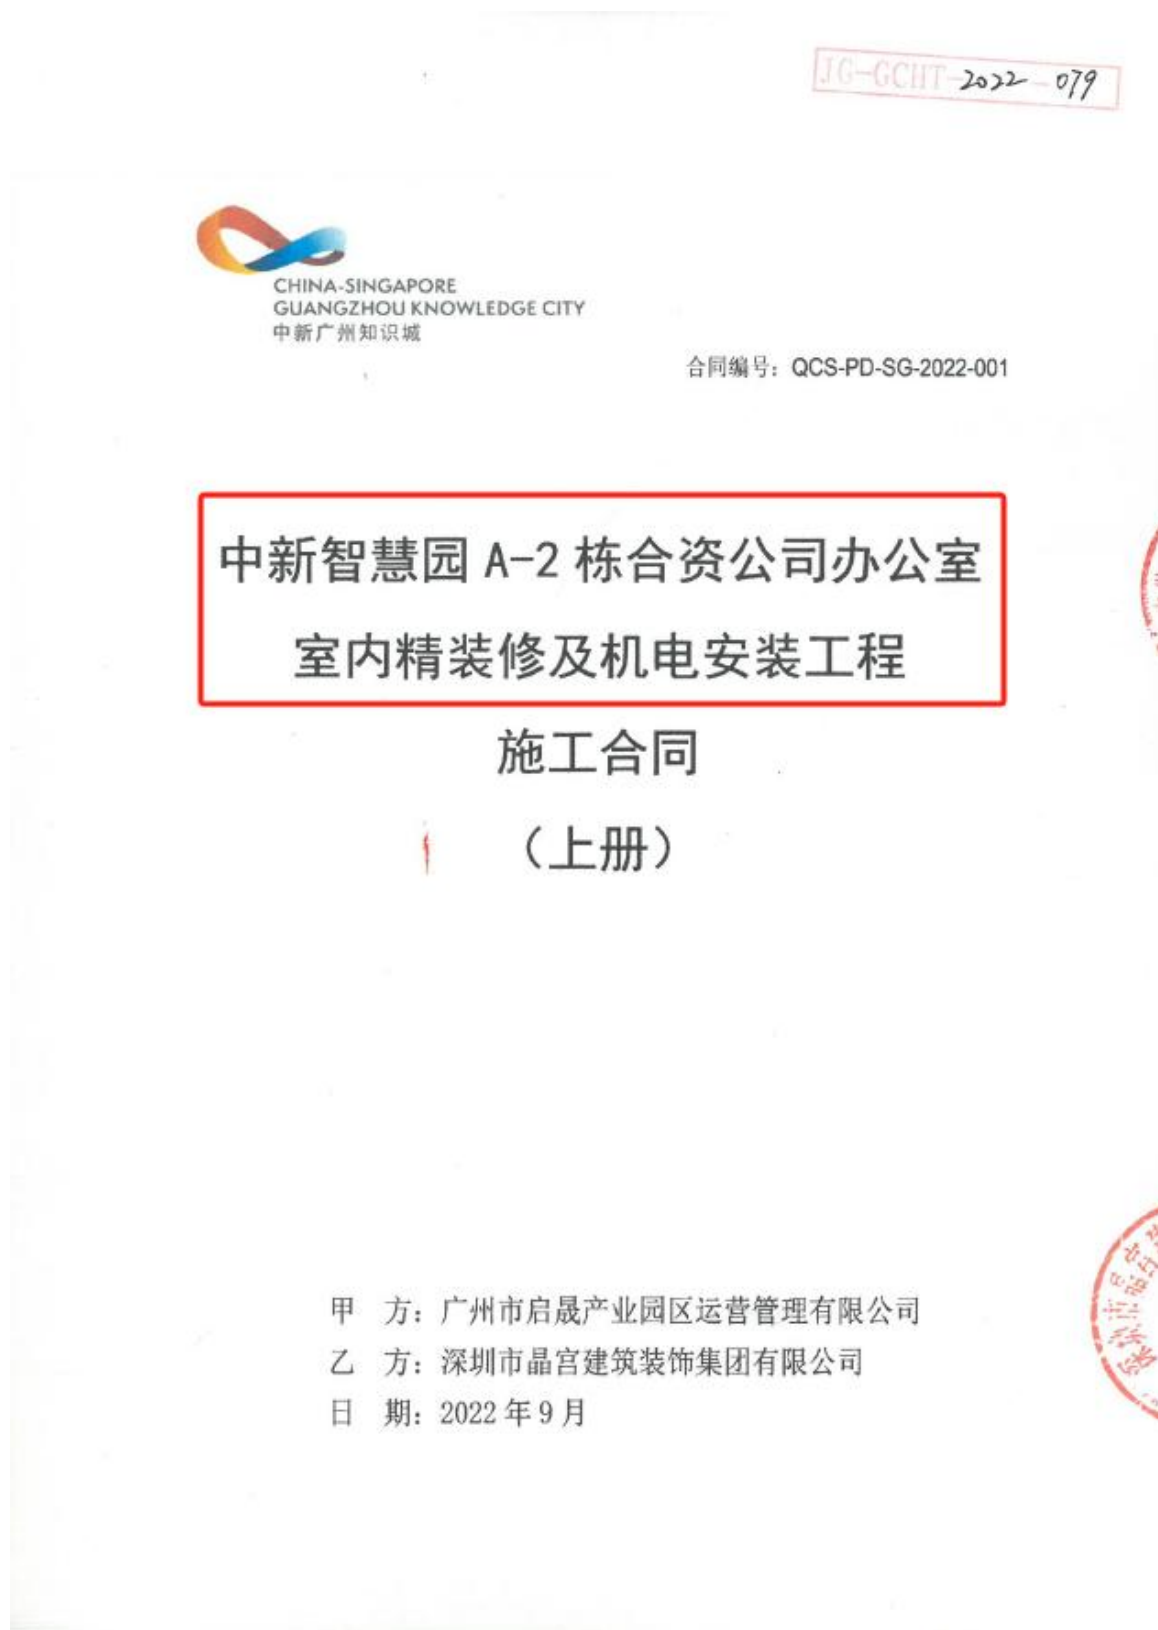 JG-GCHT-2022-079
CHINA-SINGAPORE
GUANGZHOU KNOWLEDGE CITY
中新广州知识城
合同编号：QCS-PD-SG-2022-001
中新智慧园 A-2 栋合资公司办公室
室内精装修及机电安装工程
施工合同
（上册）
甲 方：广州市启晟产业园区运营管理有限公司
乙 方：深圳市晶宫建筑装饰集团有限公司
日 期：2022 年 9 月
深圳市晶宫